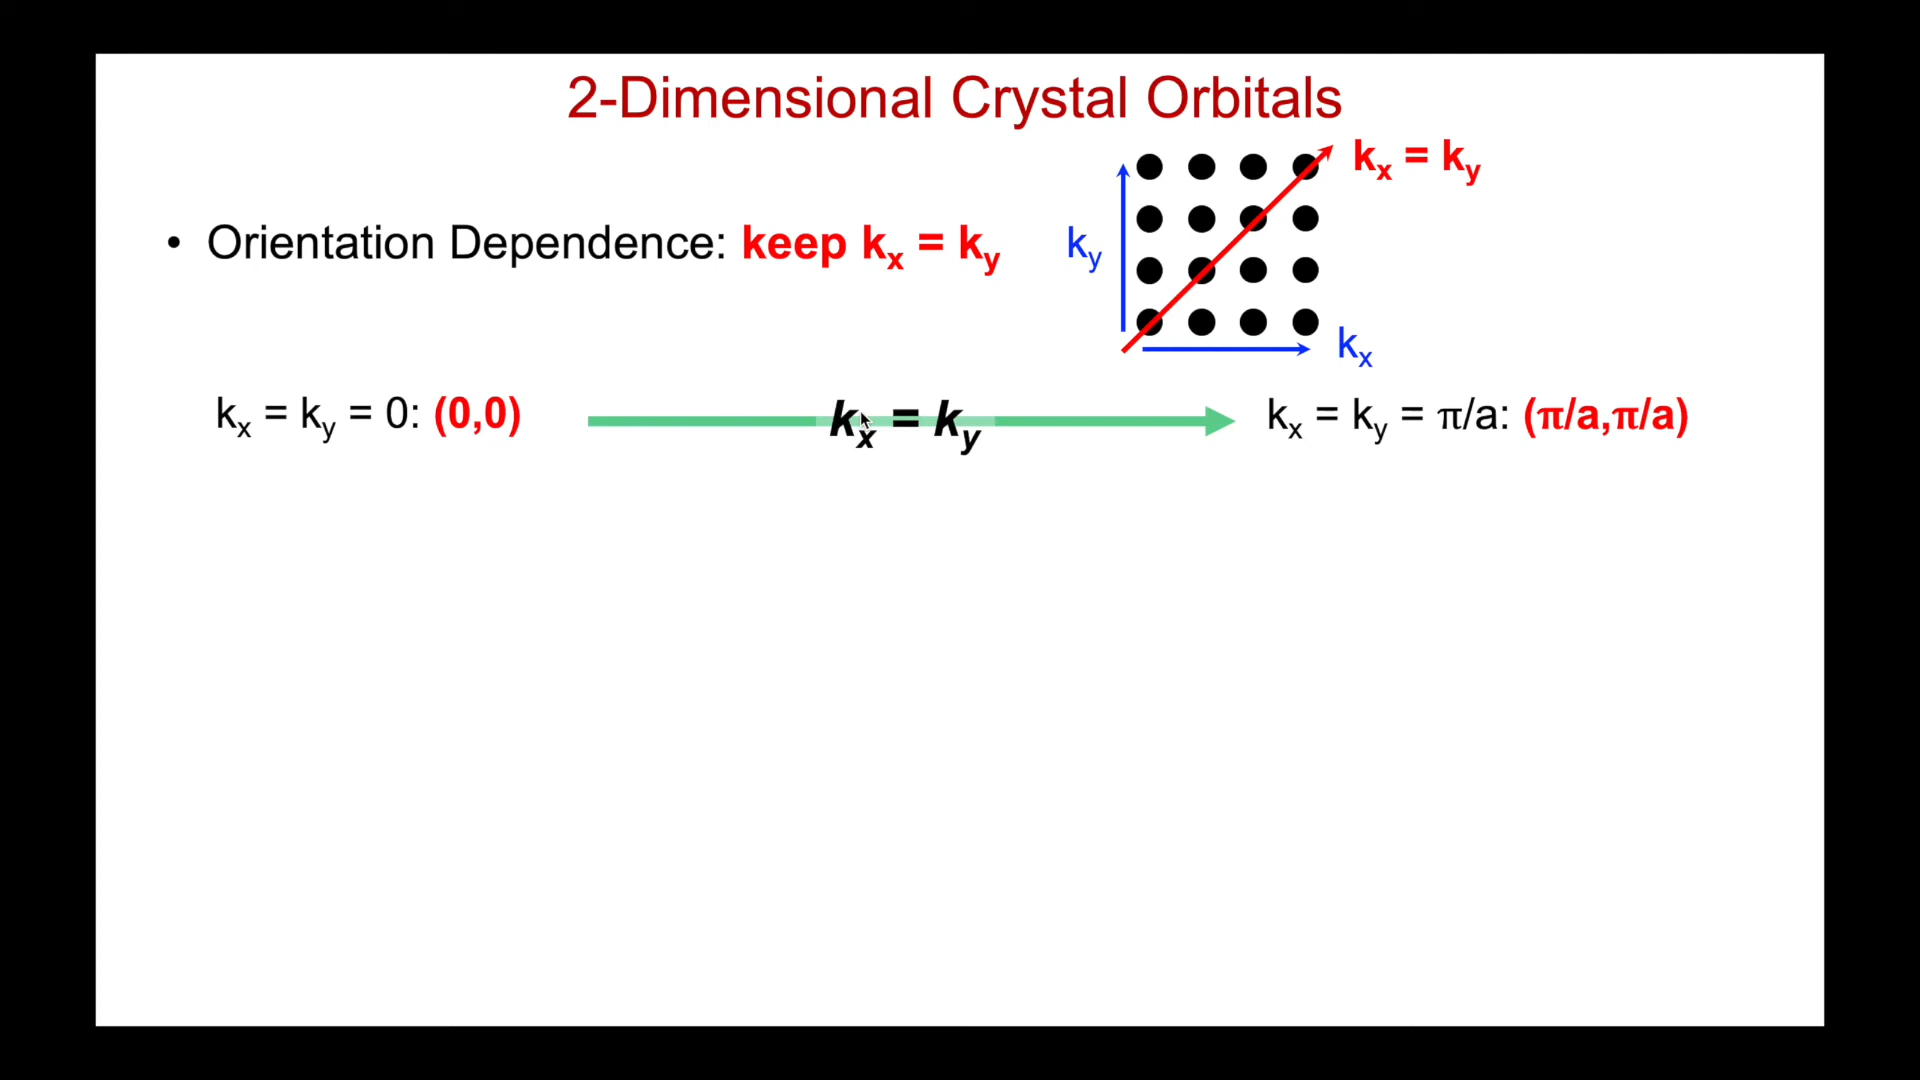 2-Dimensional Crystal Orbitals
kx = ky
• Orientation Dependence: keep kx = ky
ky
kx
kx = ky = 0: (0,0)
kx = ky
kx = ky = π/a: (π/a,π/a)